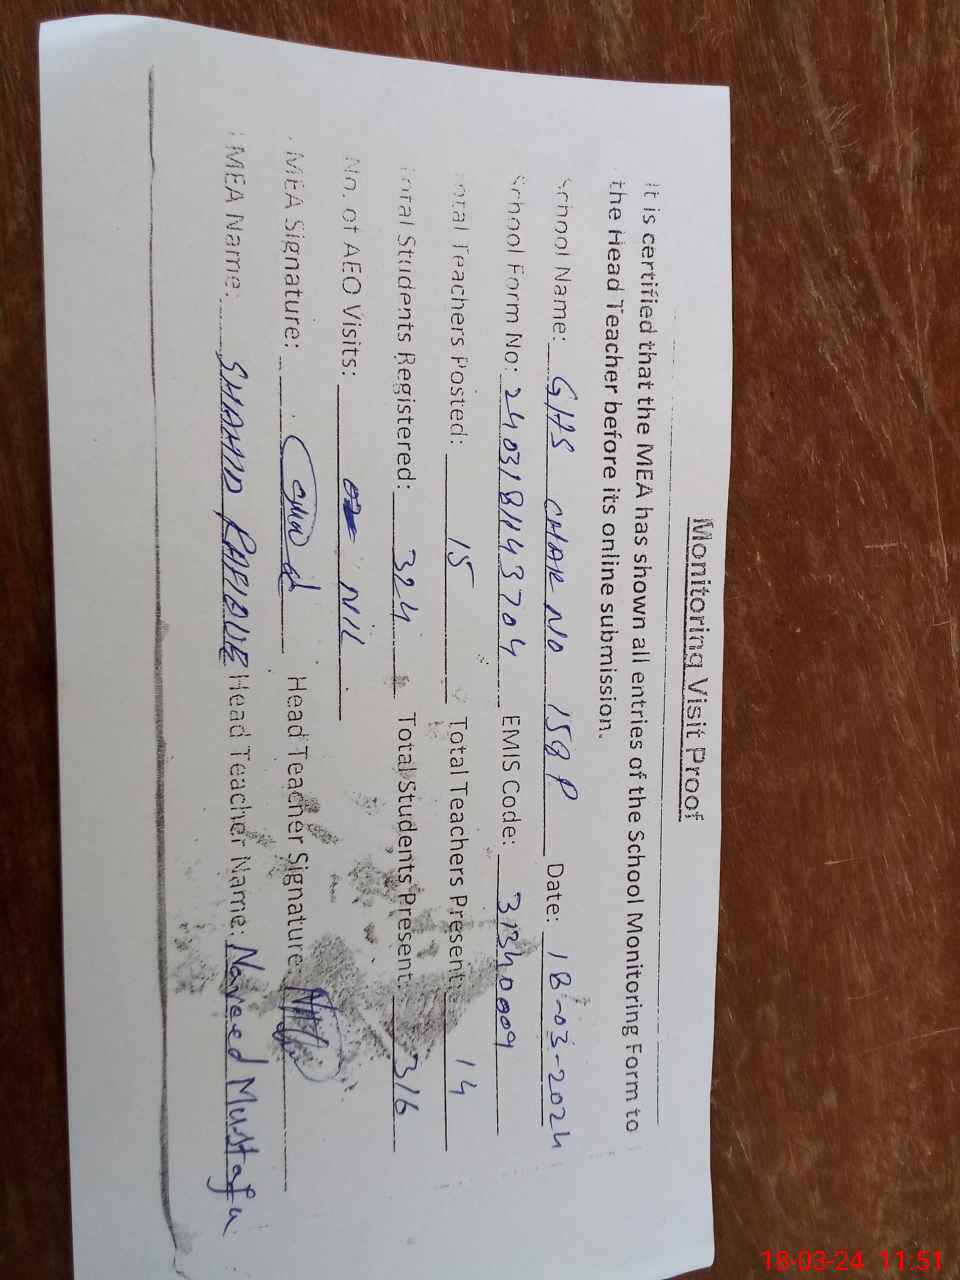 Monitoring Visit Proof
It is certified that the MEA has shown all entries of the School Monitoring Form to
the Head Teacher before its online submission.
School Name: GHS CHAK NO 159 P Date: 18-03-2024
School Form No: 2403181143704 EMIS Code: 31340009
Total Teachers Posted: 15 Total Teachers Present: 14
Total Students Registered: 324 Total Students Present: 316
No. of AEO Visits: NIL
MEA Signature: Head Teacher Signature:
MEA Name: SHAHID RAFIQUE Head Teacher Name: Naveed Mustafa
18-03-24 11:51